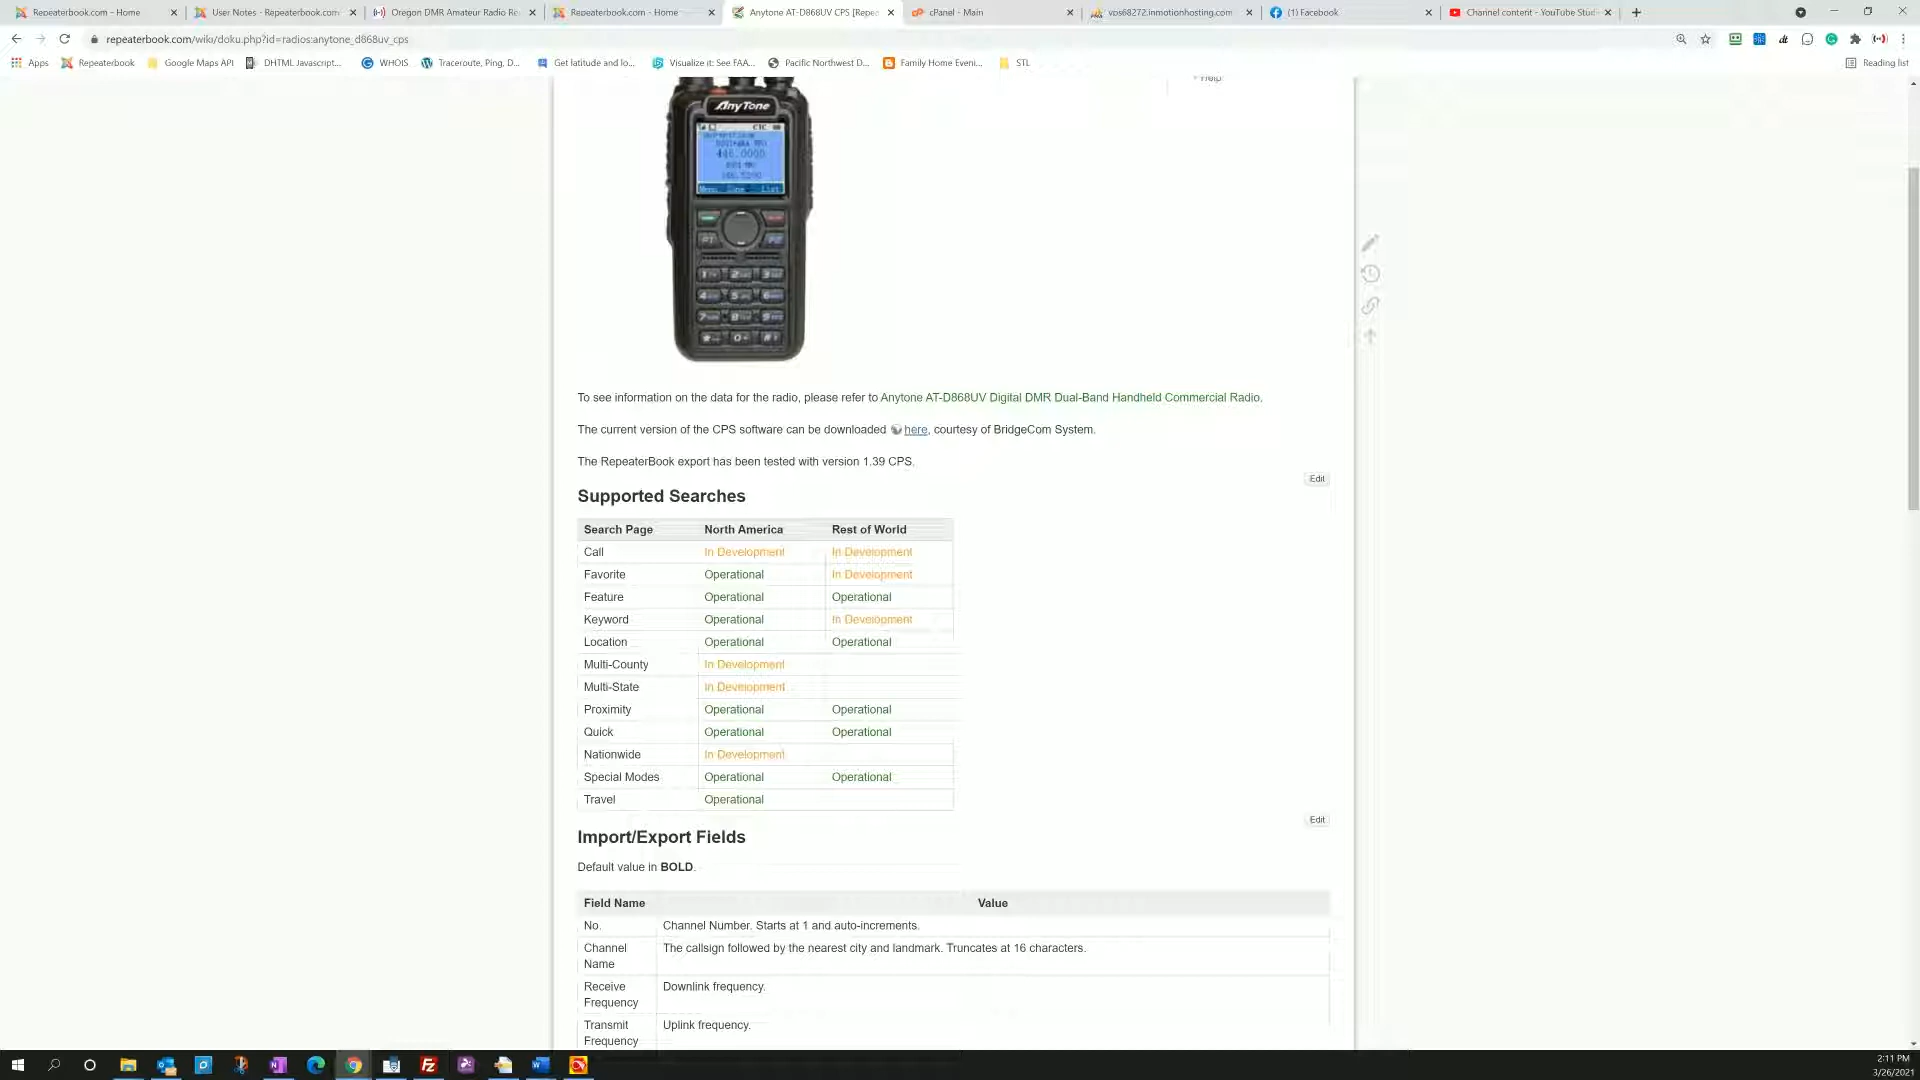 Repeaterbook.com - Home
User Notes - Repeaterbook.com
Oregon DMR Amateur Radio Re
Repeaterbook.com - Home
Anytone AT-D868UV CPS [Repea
cPanel - Main
vps68272.inmotionhosting.com
(1) Facebook
Channel content - YouTube Studi
repeaterbook.com/wiki/doku.php?id=radios:anytone_d868uv_cps
Apps
Repeaterbook
Google Maps API
DHTML Javascript...
WHOIS
Traceroute, Ping, D...
Get latitude and lo...
Visualize it: See FAA...
Pacific Northwest D...
Family Home Eveni...
STL
Reading list
Help
AnyTone
446.0000
Menu Zone List
To see information on the data for the radio, please refer to Anytone AT-D868UV Digital DMR Dual-Band Handheld Commercial Radio.
The current version of the CPS software can be downloaded here, courtesy of BridgeCom System.
The RepeaterBook export has been tested with version 1.39 CPS.
Edit
Supported Searches
Search Page North America Rest of World
Call In Development In Development
Favorite Operational In Development
Feature Operational Operational
Keyword Operational In Development
Location Operational Operational
Multi-County In Development
Multi-State In Development
Proximity Operational Operational
Quick Operational Operational
Nationwide In Development
Special Modes Operational Operational
Travel Operational
Edit
Import/Export Fields
Default value in BOLD.
Field Name Value
No. Channel Number. Starts at 1 and auto-increments.
Channel Name The callsign followed by the nearest city and landmark. Truncates at 16 characters.
Receive Frequency Downlink frequency.
Transmit Frequency Uplink frequency.
2:11 PM
3/26/2021